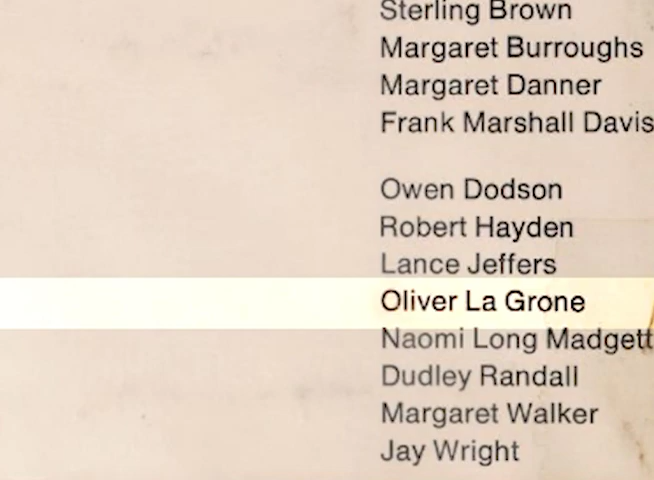 Sterling Brown
Margaret Burroughs
Margaret Danner
Frank Marshall Davis
Owen Dodson
Robert Hayden
Lance Jeffers
Oliver La Grone
Naomi Long Madgett
Dudley Randall
Margaret Walker
Jay Wright